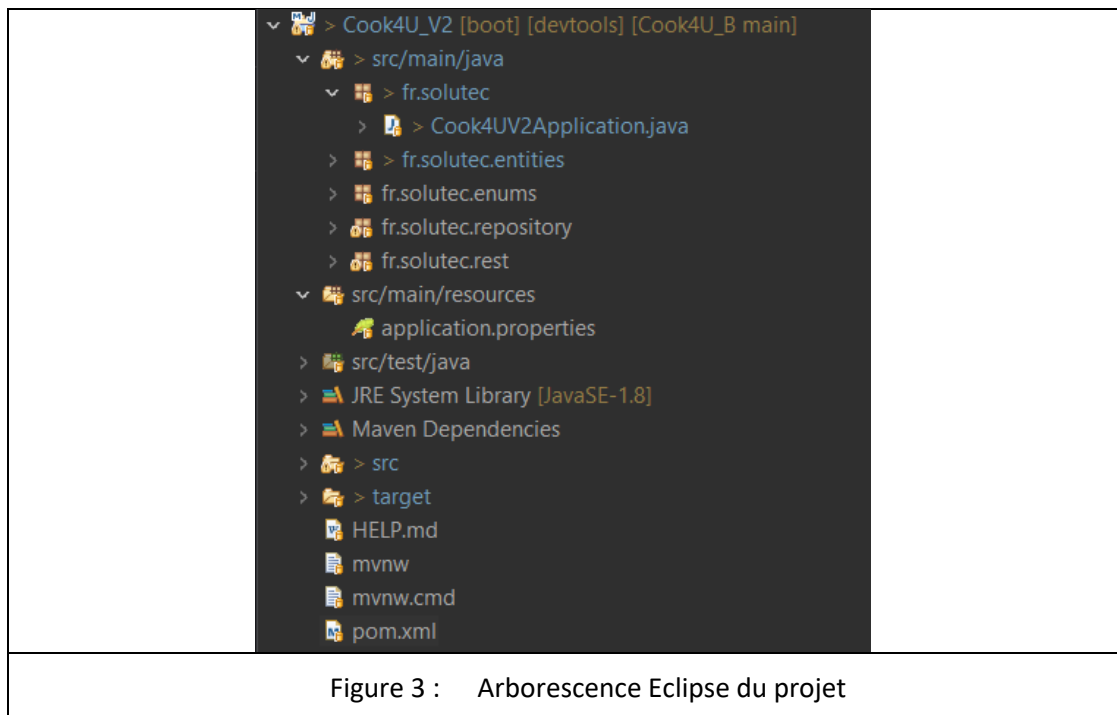 > Cook4U_V2 [boot] [devtools] [Cook4U_B main]
> src/main/java
> fr.solutec
> Cook4UV2Application.java
> fr.solutec.entities
fr.solutec.enums
fr.solutec.repository
fr.solutec.rest
src/main/resources
application.properties
src/test/java
JRE System Library [JavaSE-1.8]
Maven Dependencies
> src
> target
HELP.md
mvnw
mvnw.cmd
pom.xml
Figure 3 : Arborescence Eclipse du projet